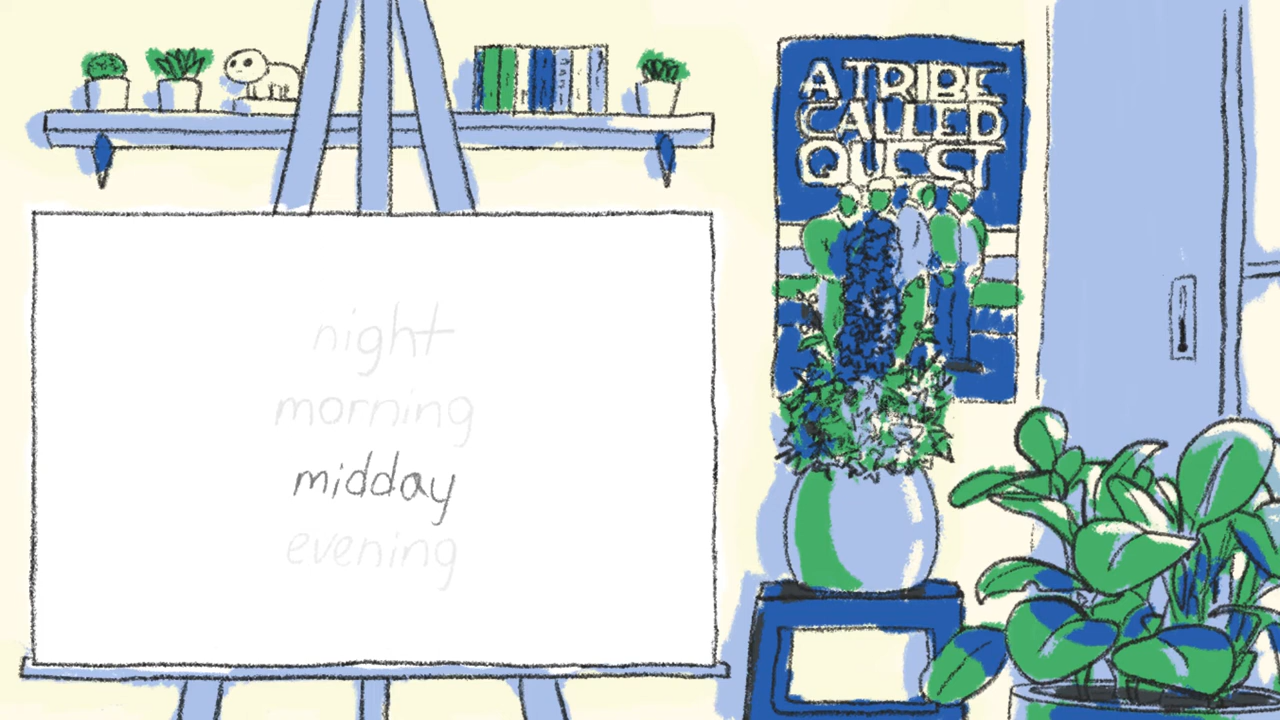 A TRIBE
CALLED
QUEST
night
morning
midday
evening